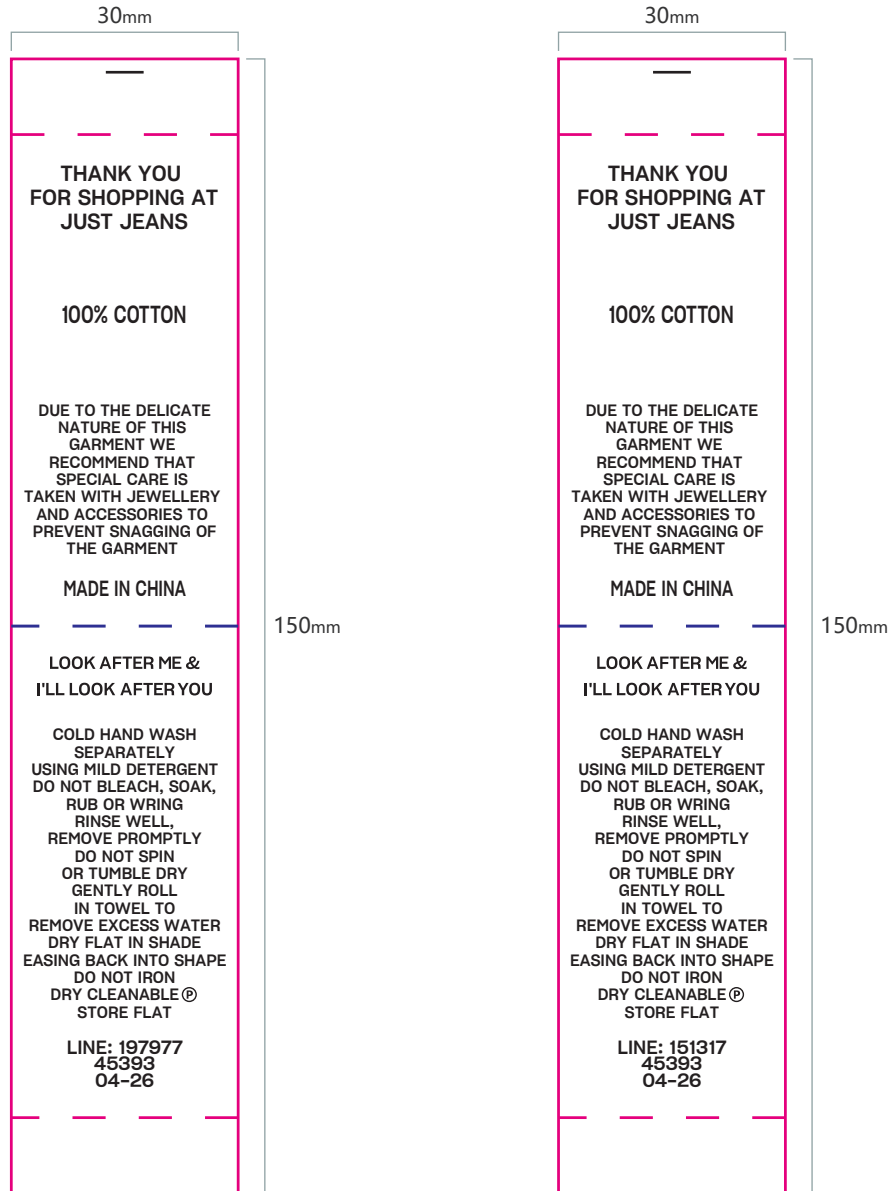 30mm
THANK YOU
FOR SHOPPING AT
JUST JEANS
100% COTTON
DUE TO THE DELICATE
NATURE OF THIS
GARMENT WE
RECOMMEND THAT
SPECIAL CARE IS
TAKEN WITH JEWELLERY
AND ACCESSORIES TO
PREVENT SNAGGING OF
THE GARMENT
MADE IN CHINA
150mm
LOOK AFTER ME &
I'LL LOOK AFTER YOU
COLD HAND WASH
SEPARATELY
USING MILD DETERGENT
DO NOT BLEACH, SOAK,
RUB OR WRING
RINSE WELL,
REMOVE PROMPTLY
DO NOT SPIN
OR TUMBLE DRY
GENTLY ROLL
IN TOWEL TO
REMOVE EXCESS WATER
DRY FLAT IN SHADE
EASING BACK INTO SHAPE
DO NOT IRON
DRY CLEANABLE Ⓟ
STORE FLAT
LINE: 197977
45393
04-26
30mm
THANK YOU
FOR SHOPPING AT
JUST JEANS
100% COTTON
DUE TO THE DELICATE
NATURE OF THIS
GARMENT WE
RECOMMEND THAT
SPECIAL CARE IS
TAKEN WITH JEWELLERY
AND ACCESSORIES TO
PREVENT SNAGGING OF
THE GARMENT
MADE IN CHINA
150mm
LOOK AFTER ME &
I'LL LOOK AFTER YOU
COLD HAND WASH
SEPARATELY
USING MILD DETERGENT
DO NOT BLEACH, SOAK,
RUB OR WRING
RINSE WELL,
REMOVE PROMPTLY
DO NOT SPIN
OR TUMBLE DRY
GENTLY ROLL
IN TOWEL TO
REMOVE EXCESS WATER
DRY FLAT IN SHADE
EASING BACK INTO SHAPE
DO NOT IRON
DRY CLEANABLE Ⓟ
STORE FLAT
LINE: 151317
45393
04-26